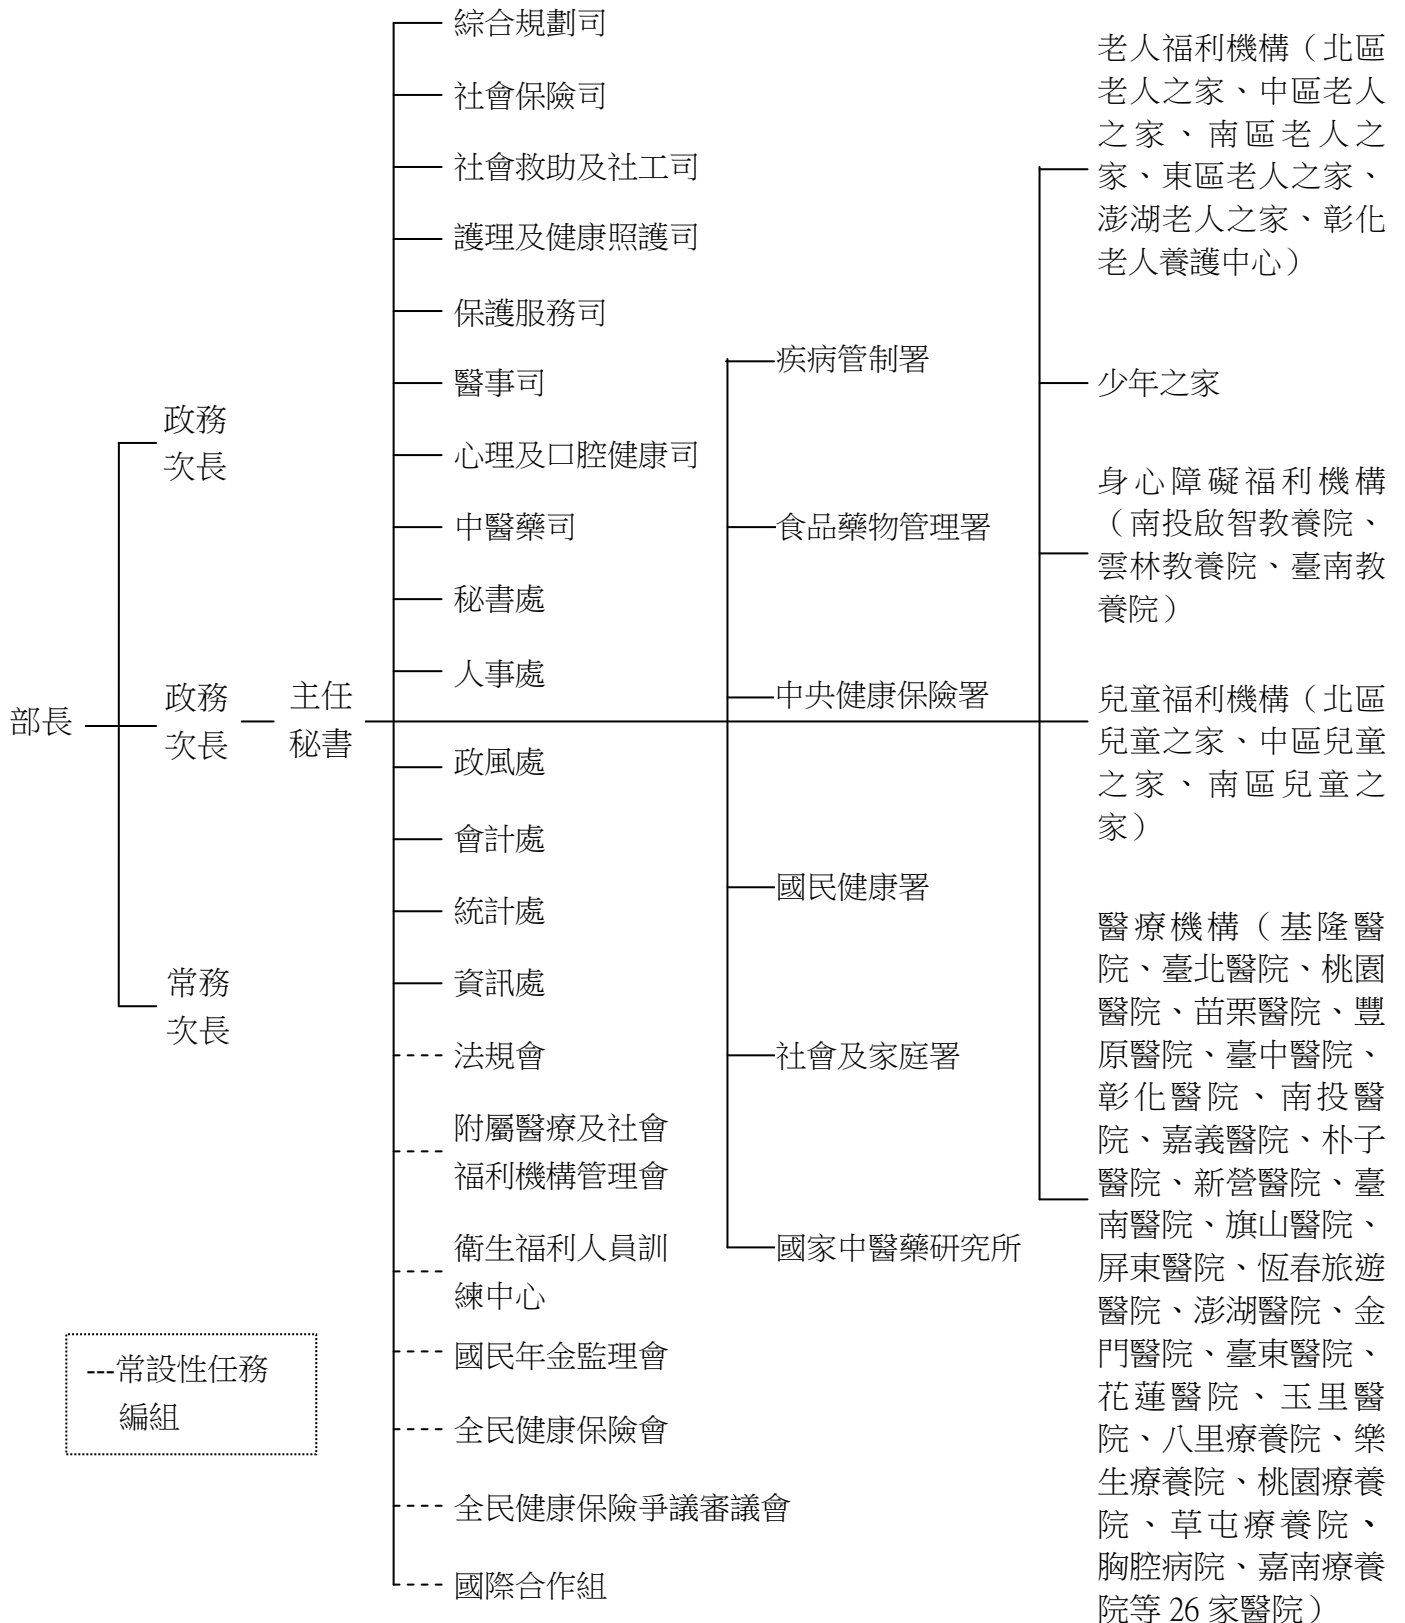 部長
政務
次長
政務
次長
常務
次長
主任
秘書
綜合規劃司
社會保險司
社會救助及社工司
護理及健康照護司
保護服務司
醫事司
心理及口腔健康司
中醫藥司
秘書處
人事處
政風處
會計處
統計處
資訊處
法規會
附屬醫療及社會
福利機構管理會
衛生福利人員訓
練中心
國民年金監理會
全民健康保險會
全民健康保險爭議審議會
國際合作組
疾病管制署
食品藥物管理署
中央健康保險署
國民健康署
社會及家庭署
國家中醫藥研究所
老人福利機構（北區
老人之家、中區老人
之家、南區老人之
家、東區老人之家、
澎湖老人之家、彰化
老人養護中心）
少年之家
身心障礙福利機構
（南投啟智教養院、
雲林教養院、臺南教
養院）
兒童福利機構（北區
兒童之家、中區兒童
之家、南區兒童之
家）
醫療機構（基隆醫
院、臺北醫院、桃園
醫院、苗栗醫院、豐
原醫院、臺中醫院、
彰化醫院、南投醫
院、嘉義醫院、朴子
醫院、新營醫院、臺
南醫院、旗山醫院、
屏東醫院、恆春旅遊
醫院、澎湖醫院、金
門醫院、臺東醫院、
花蓮醫院、玉里醫
院、八里療養院、樂
生療養院、桃園療養
院、草屯療養院、
胸腔病院、嘉南療養
院等 26 家醫院）
---常設性任務
編組